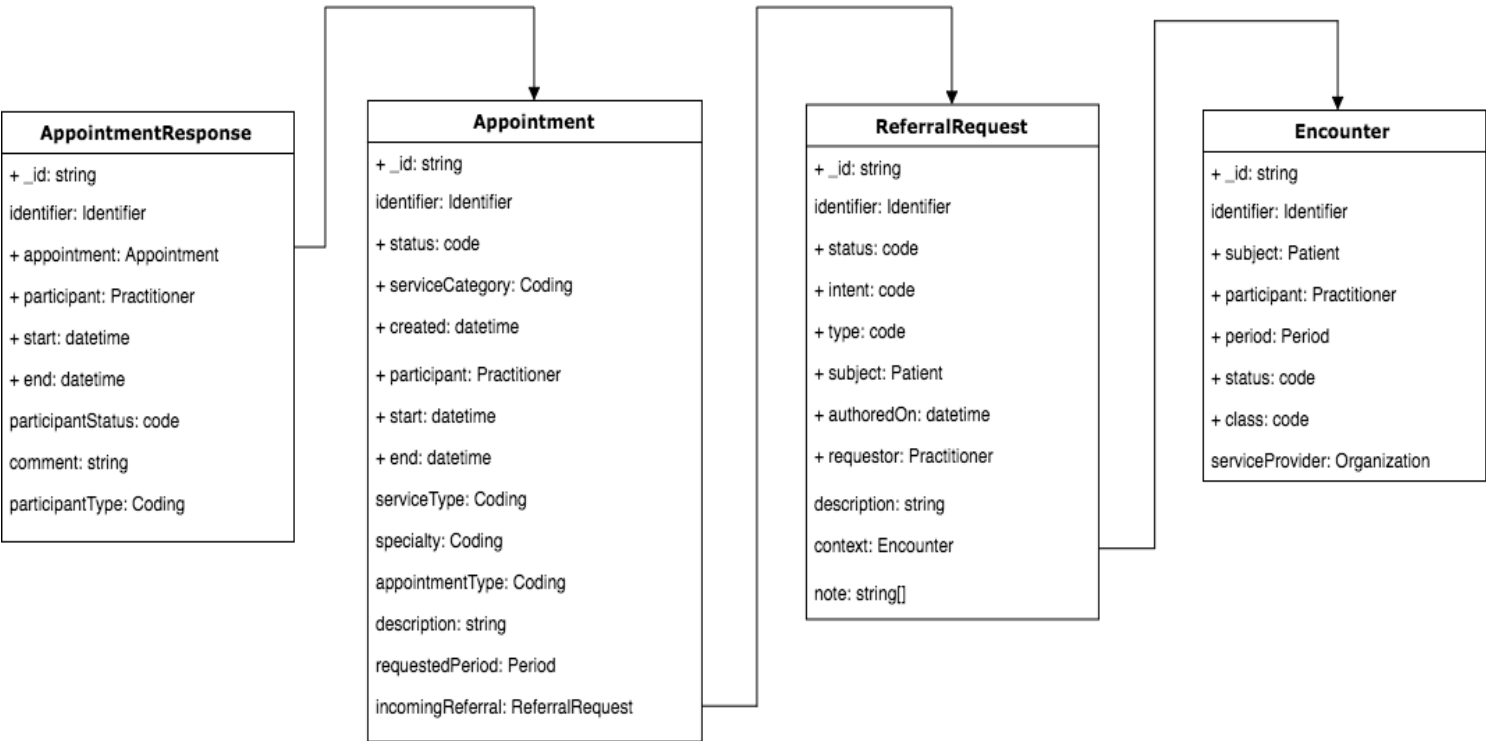 AppointmentResponse
+ _id: string
identifier: Identifier
+ appointment: Appointment
+ participant: Practitioner
+ start: datetime
+ end: datetime
participantStatus: code
comment: string
participantType: Coding
Appointment
+ _id: string
identifier: Identifier
+ status: code
+ serviceCategory: Coding
+ created: datetime
+ participant: Practitioner
+ start: datetime
+ end: datetime
serviceType: Coding
specialty: Coding
appointmentType: Coding
description: string
requestedPeriod: Period
incomingReferral: ReferralRequest
ReferralRequest
+ _id: string
identifier: Identifier
+ status: code
+ intent: code
+ type: code
+ subject: Patient
+ authoredOn: datetime
+ requestor: Practitioner
description: string
context: Encounter
note: string[]
Encounter
+ _id: string
identifier: Identifier
+ subject: Patient
+ participant: Practitioner
+ period: Period
+ status: code
+ class: code
serviceProvider: Organization